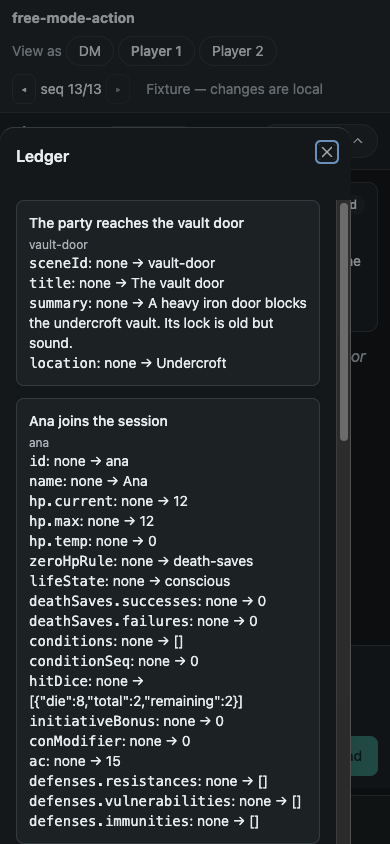 free-mode-action
View as DM Player 1 Player 2
seq 13/13 Fixture — changes are local
Ledger
The party reaches the vault door
vault-door
sceneId: none → vault-door
title: none → The vault door
summary: none → A heavy iron door blocks
the undercroft vault. Its lock is old but
sound.
location: none → Undercroft
or
Ana joins the session
ana
id: none → ana
name: none → Ana
hp.current: none → 12
hp.max: none → 12
hp.temp: none → 0
zeroHpRule: none → death-saves
lifeState: none → conscious
deathSaves.successes: none → 0
deathSaves.failures: none → 0
conditions: none → []
conditionSeq: none → 0
hitDice: none →
[{"die":8,"total":2,"remaining":2}]
initiativeBonus: none → 0
conModifier: none → 0
ac: none → 15
defenses.resistances: none → []
defenses.vulnerabilities: none → []
defenses.immunities: none → []